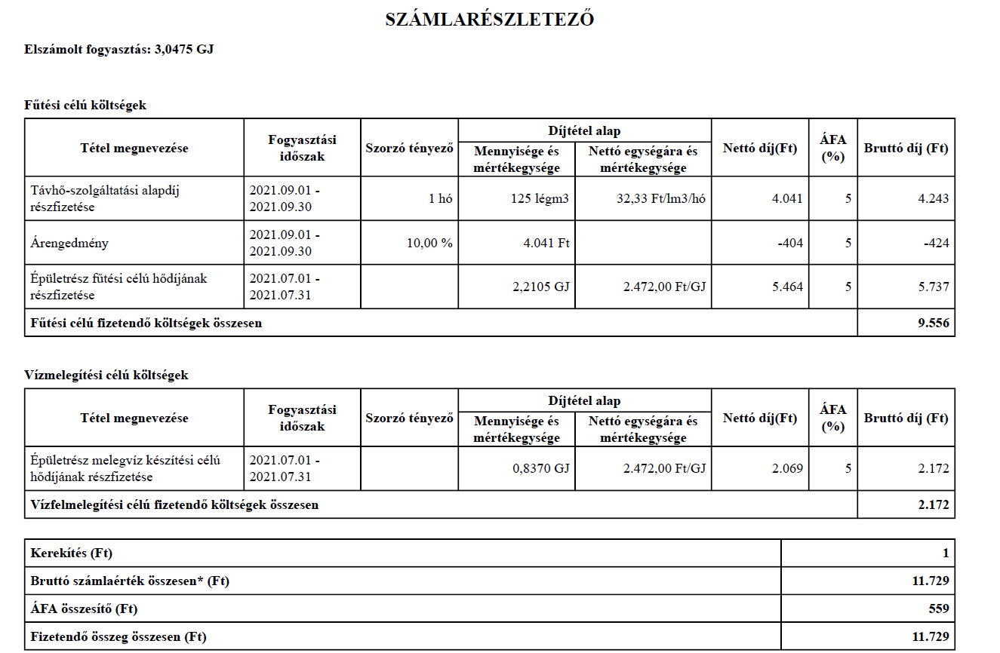 SZÁMLARÉSZLETEZŐ
Elszámolt fogyasztás: 3,0475 GJ
Fűtési célú költségek
Tétel megnevezése
Fogyasztási
időszak
Szorzó tényező
Díjtétel alap
Mennyisége és
mértékegysége
Nettó egységára és
mértékegysége
Nettó díj(Ft)
ÁFA
(%)
Bruttó díj (Ft)
Távhő-szolgáltatási alapdíj
részfizetése
2021.09.01 -
2021.09.30
1 hó
125 légm3
32,33 Ft/lm3/hó
4.041
5
4.243
Árengedmény
2021.09.01 -
2021.09.30
10,00 %
4.041 Ft
-404
5
-424
Épületrész fűtési célú hődíjának
részfizetése
2021.07.01 -
2021.07.31
2,2105 GJ
2.472,00 Ft/GJ
5.464
5
5.737
Fűtési célú fizetendő költségek összesen
9.556
Vízmelegítési célú költségek
Tétel megnevezése
Fogyasztási
időszak
Szorzó tényező
Díjtétel alap
Mennyisége és
mértékegysége
Nettó egységára és
mértékegysége
Nettó díj(Ft)
ÁFA
(%)
Bruttó díj (Ft)
Épületrész melegvíz készítési célú
hődíjának részfizetése
2021.07.01 -
2021.07.31
0,8370 GJ
2.472,00 Ft/GJ
2.069
5
2.172
Vízfelmelegítési célú fizetendő költségek összesen
2.172
Kerekítés (Ft)
1
Bruttó számlaérték összesen* (Ft)
11.729
ÁFA összesítő (Ft)
559
Fizetendő összeg összesen (Ft)
11.729